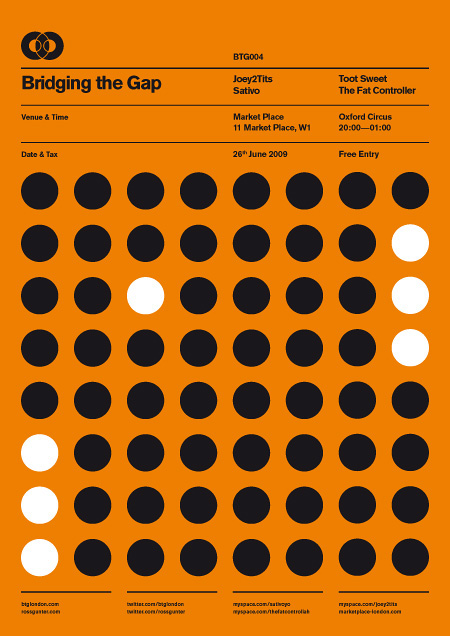 BTG004
Bridging the Gap
Joey2Tits
Sativo
Toot Sweet
The Fat Controller
Venue & Time
Market Place
11 Market Place, W1
Oxford Circus
20:00—01:00
Date & Tax
26th June 2009
Free Entry
btglondon.com
rossgunter.com
twitter.com/btglondon
twitter.com/rossgunter
myspace.com/sativoyo
myspace.com/thefatcontrollah
myspace.com/joey2tits
marketplace-london.com